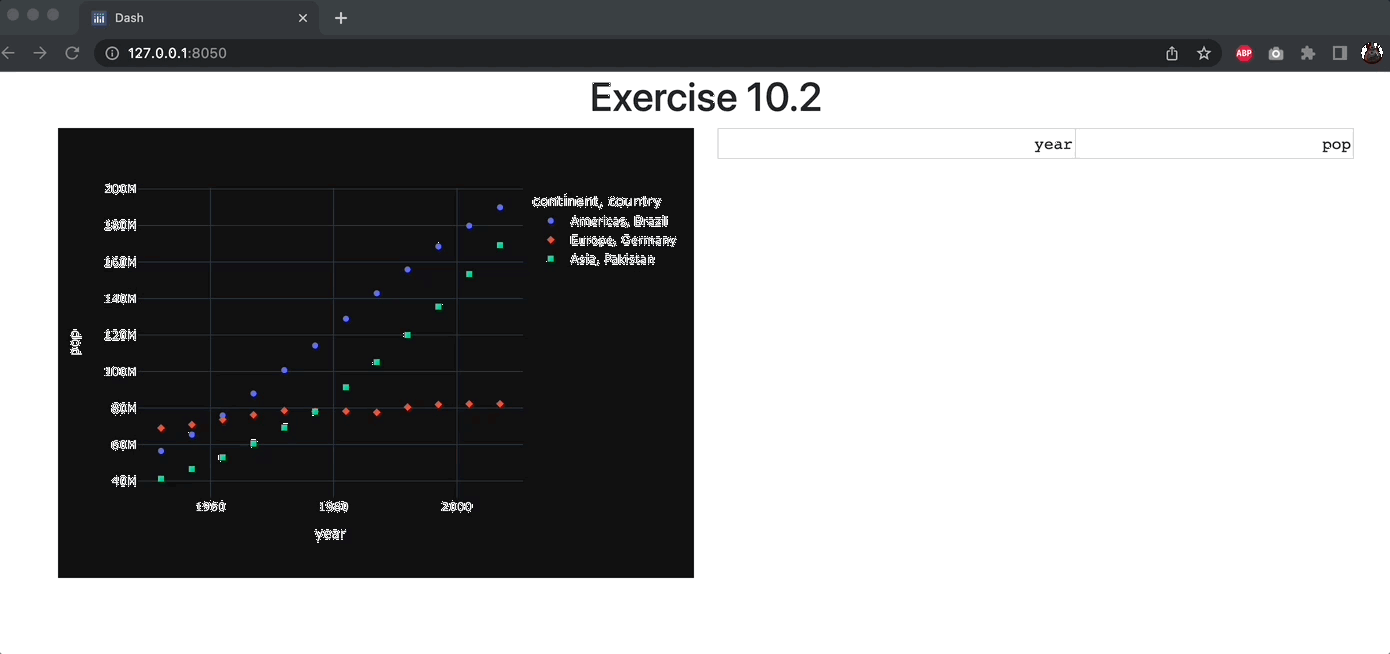 Dash
127.0.0.1:8050
ABP
Exercise 10.2
year pop
200M
180M
160M
140M
120M
100M
80M
60M
40M
pop
1960 1980 2000
year
continent, country
Americas, Brazil
Europe, Germany
Asia, Pakistan